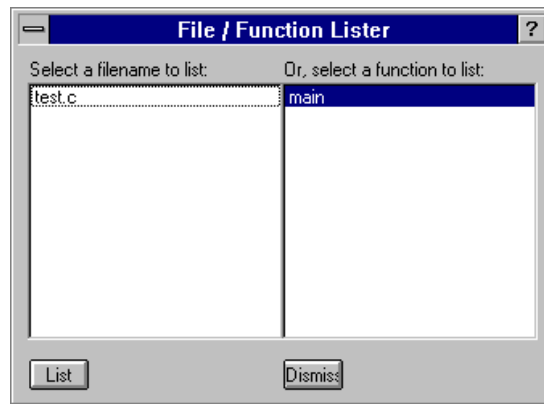 File / Function Lister ?
Select a filename to list: Or, select a function to list:
test.c main
List Dismiss